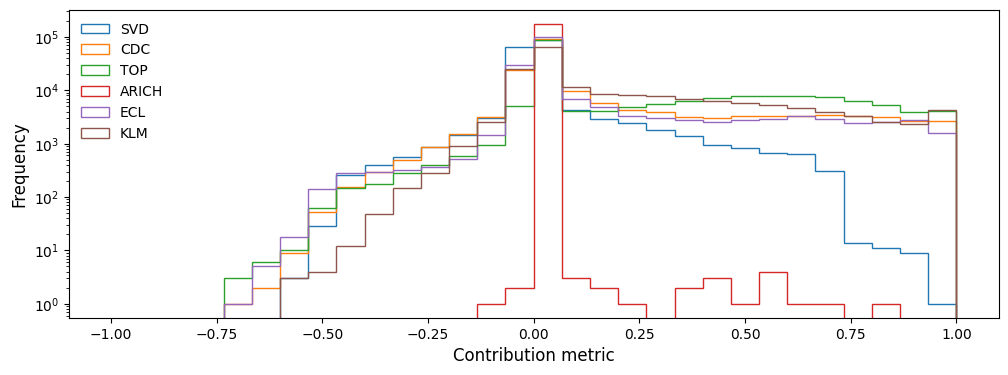 SVD
CDC
TOP
ARICH
ECL
KLM
Frequency
10⁵
10⁴
10³
10²
10¹
10⁰
−1.00 −0.75 −0.50 −0.25 0.00 0.25 0.50 0.75 1.00
Contribution metric